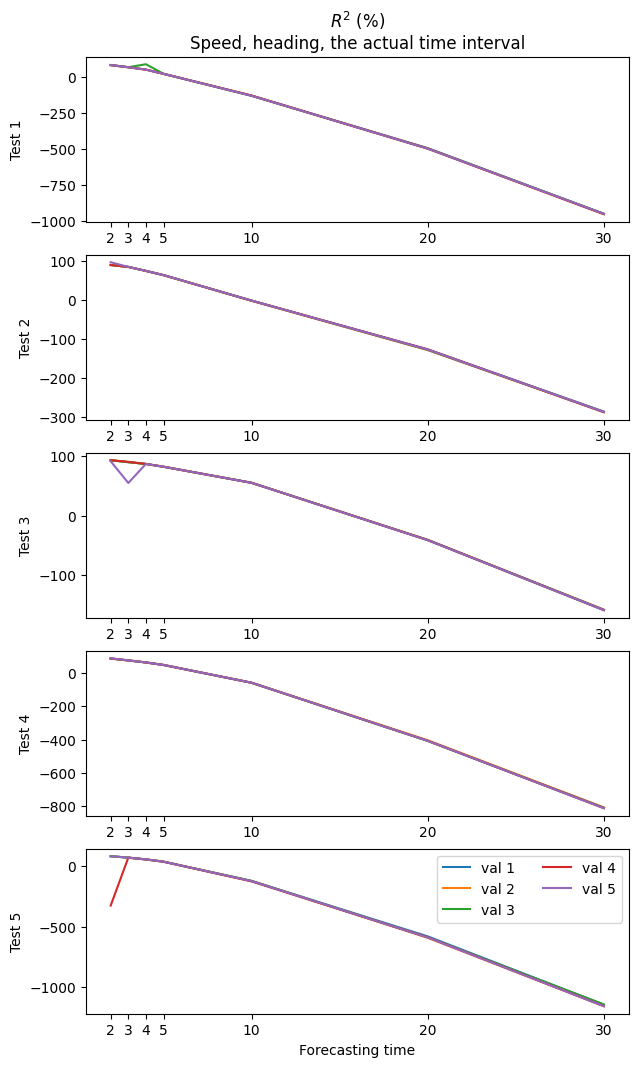 R² (%)
Speed, heading, the actual time interval
0
−250
−500
−750
−1000
Test 1
2 3 4 5 10 20 30
100
0
−100
−200
−300
Test 2
2 3 4 5 10 20 30
100
0
−100
Test 3
2 3 4 5 10 20 30
0
−200
−400
−600
−800
Test 4
2 3 4 5 10 20 30
0
−500
−1000
Test 5
val 1 val 4
val 2 val 5
val 3
2 3 4 5 10 20 30
Forecasting time